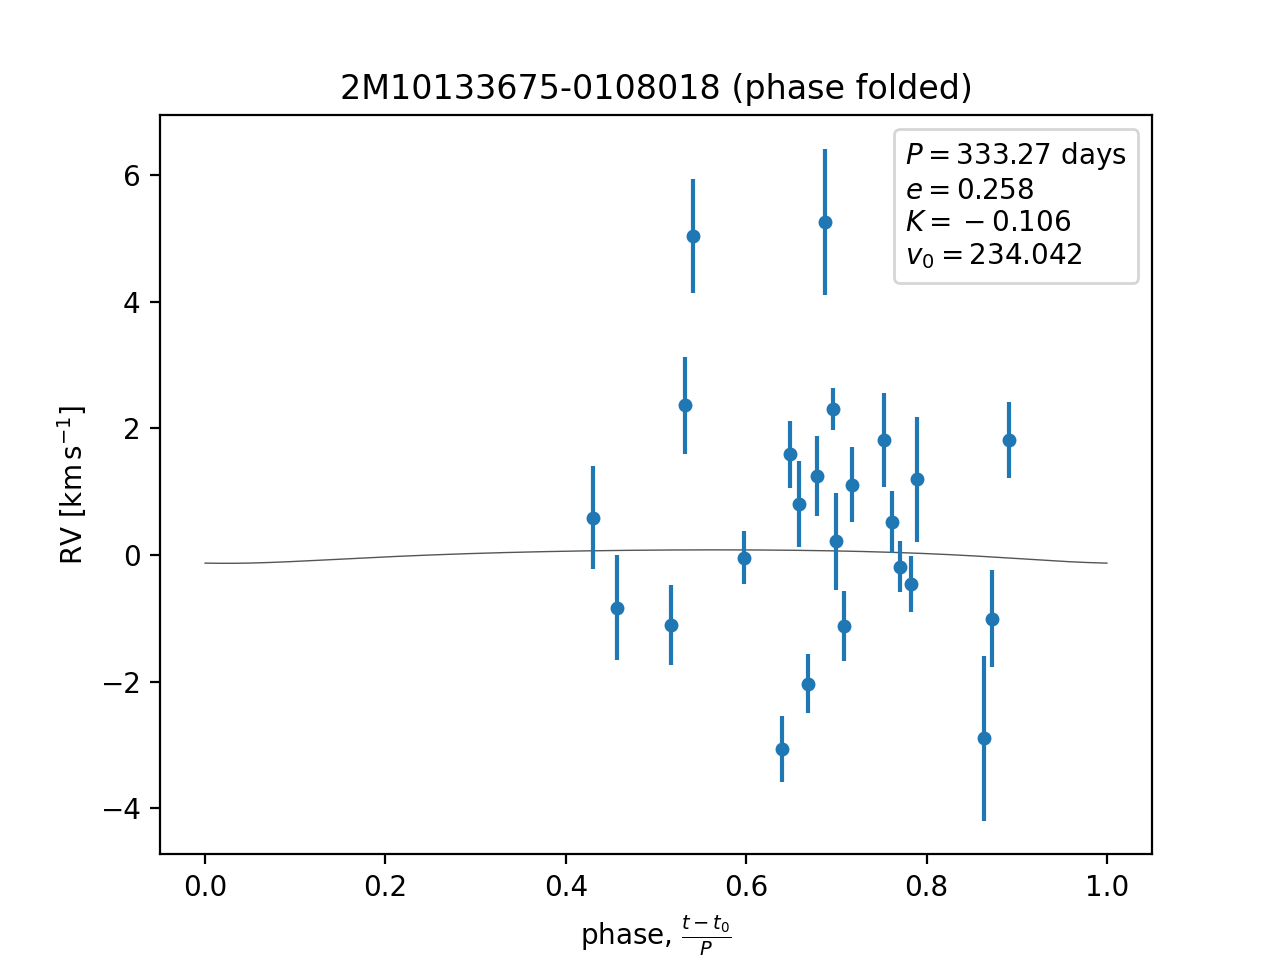 2M10133675-0108018 (phase folded)
P = 333.27 days
e = 0.258
K = −0.106
v₀ = 234.042
RV [km s⁻¹]
6
4
2
0
−2
−4
0.0 0.2 0.4 0.6 0.8 1.0
phase, (t − t₀)/P